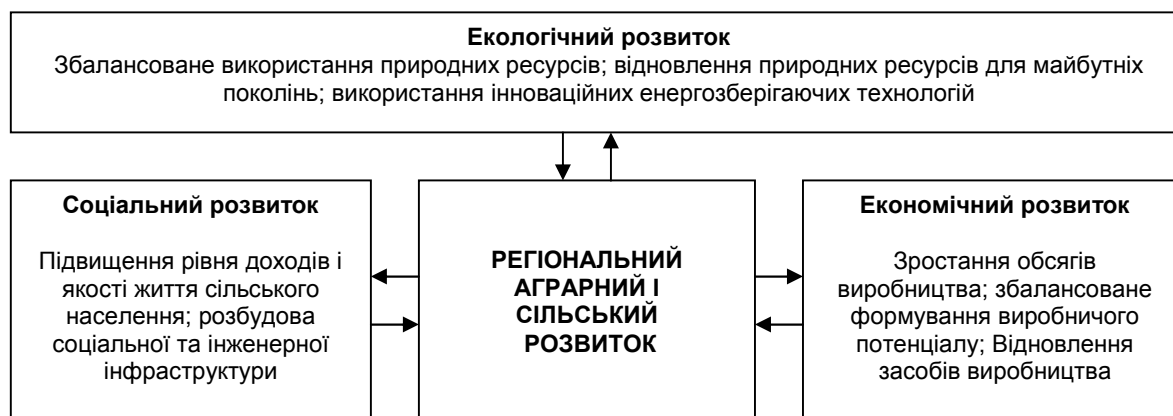 Екологічний розвиток
Збалансоване використання природних ресурсів; відновлення природних ресурсів для майбутніх
поколінь; використання інноваційних енергозберігаючих технологій
Соціальний розвиток
Підвищення рівня доходів і
якості життя сільського
населення; розбудова
соціальної та інженерної
інфраструктури
РЕГІОНАЛЬНИЙ
АГРАРНИЙ І
СІЛЬСЬКИЙ
РОЗВИТОК
Економічний розвиток
Зростання обсягів
виробництва; збалансоване
формування виробничого
потенціалу; Відновлення
засобів виробництва